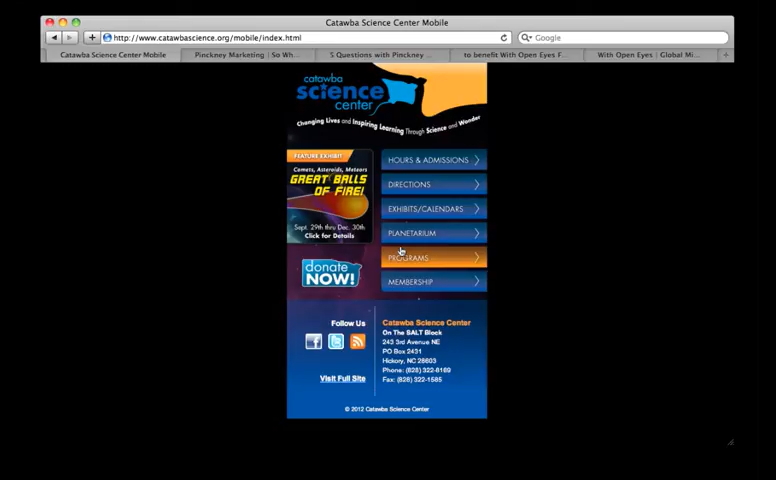 Catawba Science Center Mobile
http://www.catawbascience.org/mobile/index.html
Google
Catawba Science Center Mobile
Pinckney Marketing | So Wh...
5 Questions with Pinckney ...
to benefit With Open Eyes F...
With Open Eyes | Global Mi...
catawba
science
center
Changing Lives and Inspiring Learning Through Science and Wonder
FEATURE EXHIBIT
Comets, Asteroids, Meteors
GREAT BALLS
OF FIRE!
Sept. 29th thru Dec. 30th
Click for Details
HOURS & ADMISSIONS
DIRECTIONS
EXHIBITS/CALENDARS
PLANETARIUM
PROGRAMS
MEMBERSHIP
donate
NOW!
Follow Us
Visit Full Site
Catawba Science Center
On The SALT Block
243 3rd Avenue NE
PO Box 2431
Hickory, NC 28603
Phone: (828) 322-8169
Fax: (828) 322-1585
© 2012 Catawba Science Center